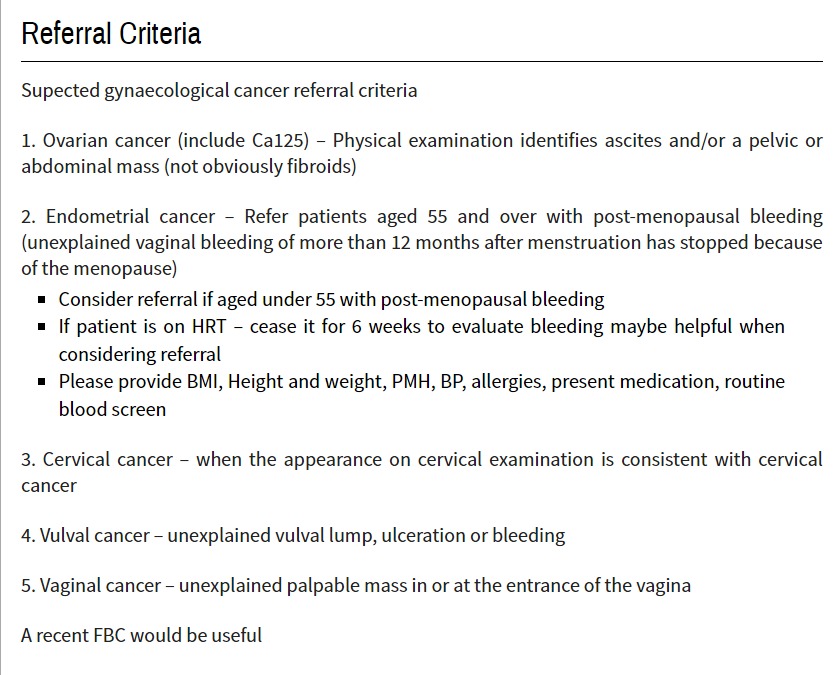 Referral Criteria
Supected gynaecological cancer referral criteria
1. Ovarian cancer (include Ca125) – Physical examination identifies ascites and/or a pelvic or
abdominal mass (not obviously fibroids)
2. Endometrial cancer – Refer patients aged 55 and over with post-menopausal bleeding
(unexplained vaginal bleeding of more than 12 months after menstruation has stopped because
of the menopause)
▪ Consider referral if aged under 55 with post-menopausal bleeding
▪ If patient is on HRT – cease it for 6 weeks to evaluate bleeding maybe helpful when
considering referral
▪ Please provide BMI, Height and weight, PMH, BP, allergies, present medication, routine
blood screen
3. Cervical cancer – when the appearance on cervical examination is consistent with cervical
cancer
4. Vulval cancer – unexplained vulval lump, ulceration or bleeding
5. Vaginal cancer – unexplained palpable mass in or at the entrance of the vagina
A recent FBC would be useful